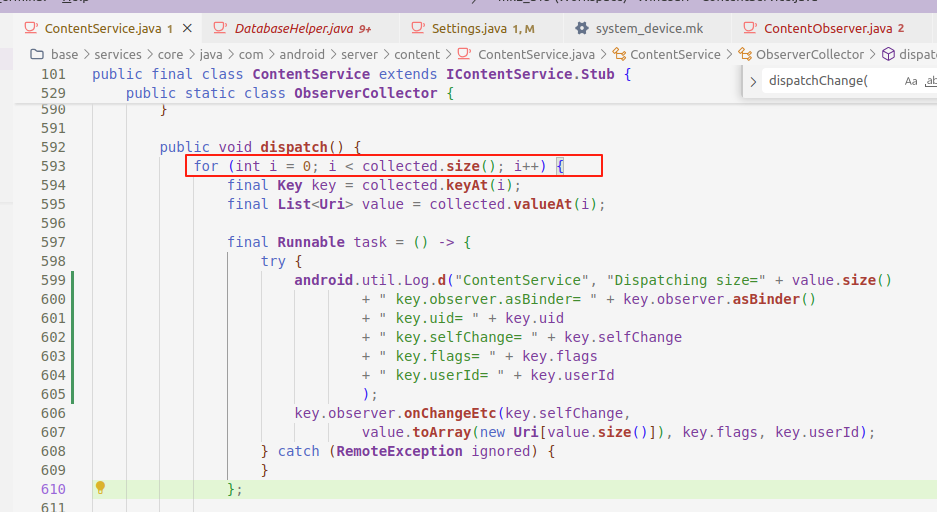 ContentService.java 1 ×
DatabaseHelper.java 9+
Settings.java 1, M
system_device.mk
ContentObserver.java 2
base > services > core > java > com > android > server > content > ContentService.java > ContentService > ObserverCollector > dispatc
101 public final class ContentService extends IContentService.Stub {
529 public static class ObserverCollector {
dispatchChange( Aa ab
590 }
591
592 public void dispatch() {
593 for (int i = 0; i < collected.size(); i++) {
594 final Key key = collected.keyAt(i);
595 final List<Uri> value = collected.valueAt(i);
596
597 final Runnable task = () -> {
598 try {
599 android.util.Log.d("ContentService", "Dispatching size=" + value.size()
600 + " key.observer.asBinder= " + key.observer.asBinder()
601 + " key.uid= " + key.uid
602 + " key.selfChange= " + key.selfChange
603 + " key.flags= " + key.flags
604 + " key.userId= " + key.userId
605 );
606 key.observer.onChangeEtc(key.selfChange,
607 value.toArray(new Uri[value.size()]), key.flags, key.userId);
608 } catch (RemoteException ignored) {
609 }
610 };
611